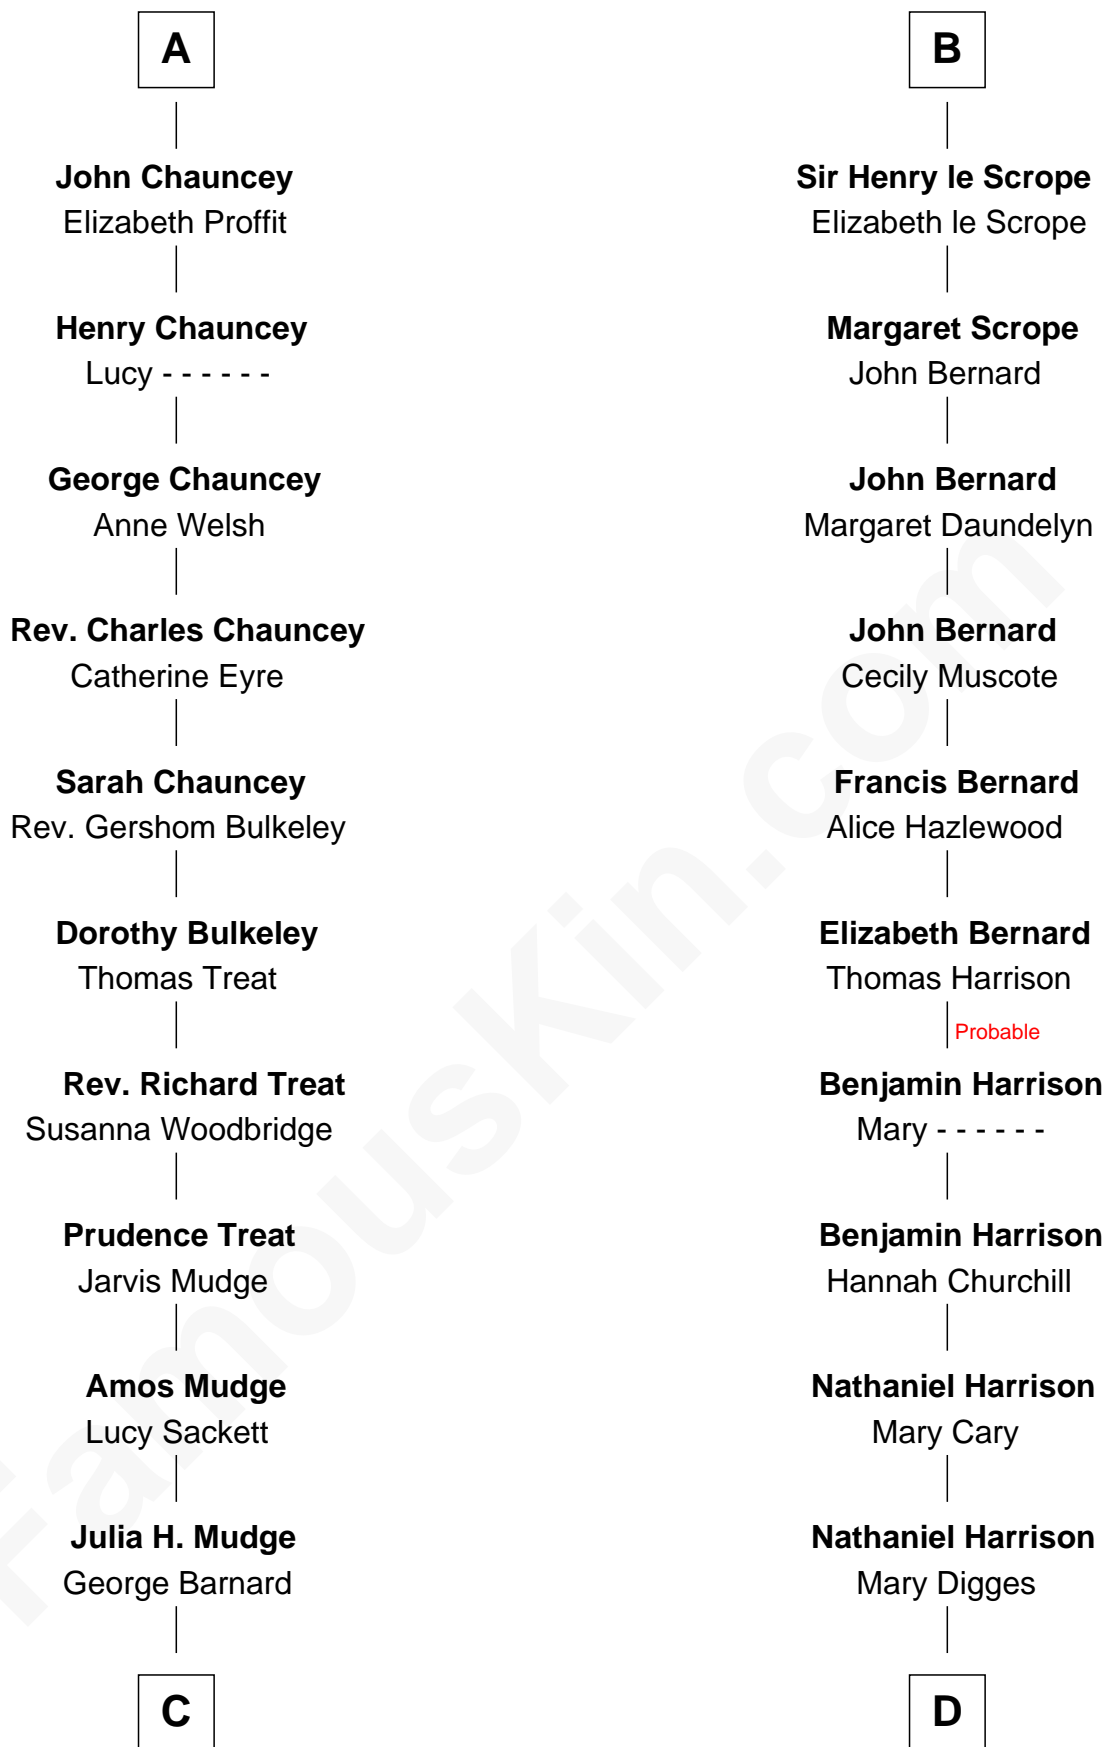 A
John Chauncey
Elizabeth Proffit
Henry Chauncey
Lucy - - - - - -
George Chauncey
Anne Welsh
Rev. Charles Chauncey
Catherine Eyre
Sarah Chauncey
Rev. Gershom Bulkeley
Dorothy Bulkeley
Thomas Treat
Rev. Richard Treat
Susanna Woodbridge
Prudence Treat
Jarvis Mudge
Amos Mudge
Lucy Sackett
Julia H. Mudge
George Barnard
C
B
Sir Henry le Scrope
Elizabeth le Scrope
Margaret Scrope
John Bernard
John Bernard
Margaret Daundelyn
John Bernard
Cecily Muscote
Francis Bernard
Alice Hazlewood
Elizabeth Bernard
Thomas Harrison
Probable
Benjamin Harrison
Mary - - - - - -
Benjamin Harrison
Hannah Churchill
Nathaniel Harrison
Mary Cary
Nathaniel Harrison
Mary Digges
D
FamousKin.com